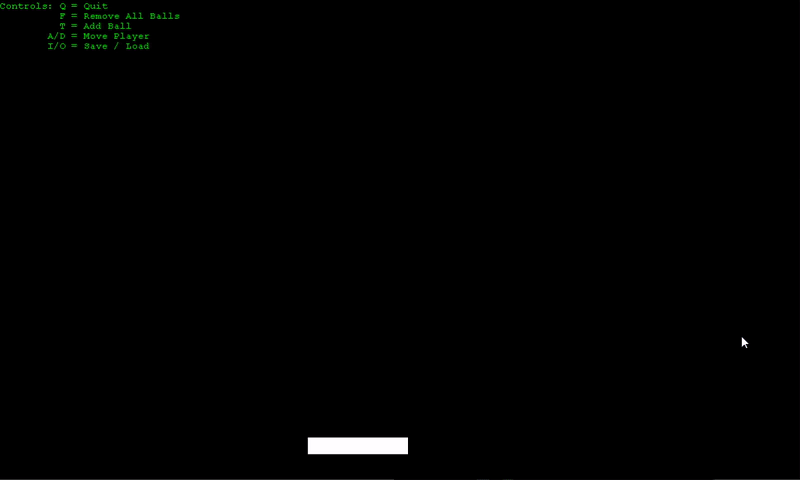 Controls: Q = Quit
F = Remove All Balls
T = Add Ball
A/D = Move Player
I/O = Save / Load